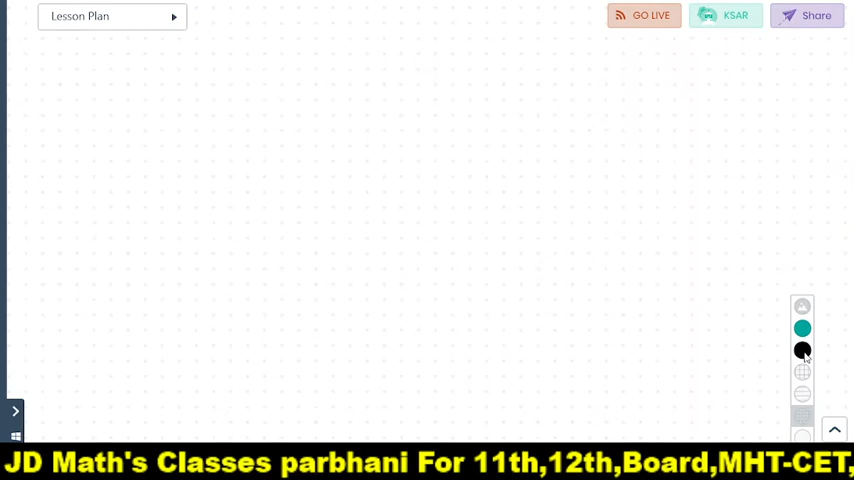 Lesson Plan
GO LIVE
KSAR
Share
JD Math's Classes parbhani For 11th,12th,Board,MHT-CET,